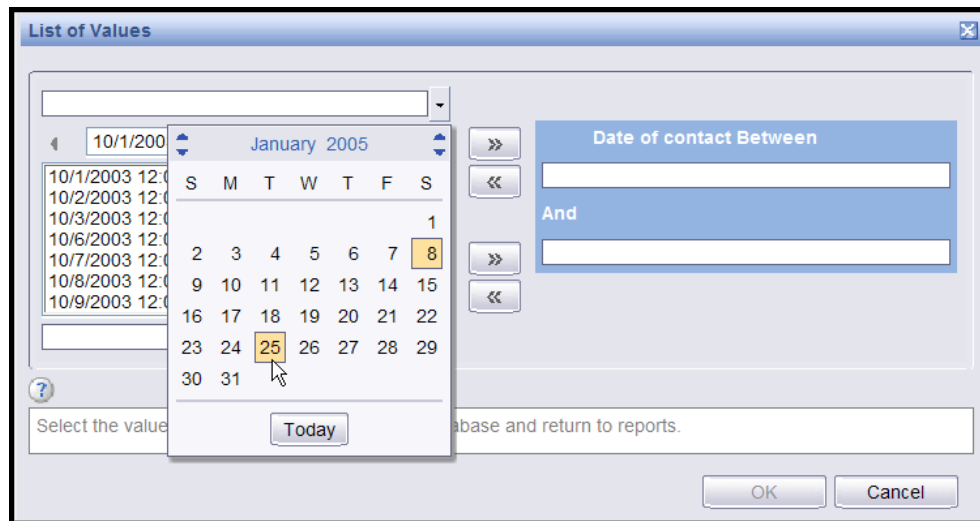 List of Values
10/1/200
10/1/2003 12:0
10/2/2003 12:0
10/3/2003 12:0
10/6/2003 12:0
10/7/2003 12:0
10/8/2003 12:0
10/9/2003 12:0
January 2005
S M T W T F S
1
2 3 4 5 6 7 8
9 10 11 12 13 14 15
16 17 18 19 20 21 22
23 24 25 26 27 28 29
30 31
Today
>>
<<
>>
<<
Date of contact Between
And
?
Select the value
abase and return to reports.
OK Cancel